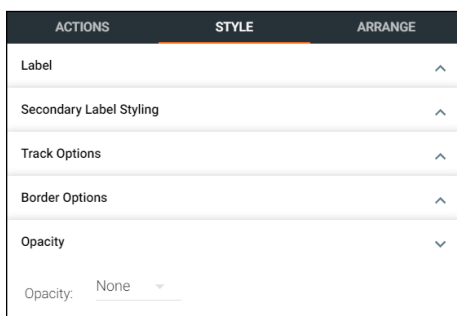 ACTIONS STYLE ARRANGE
Label
Secondary Label Styling
Track Options
Border Options
Opacity
Opacity: None